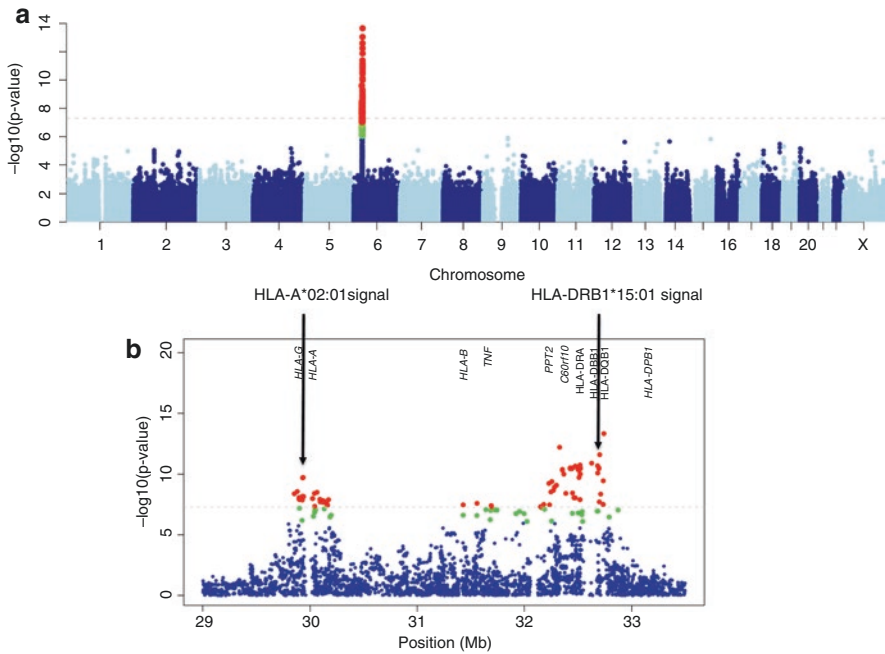 a
14
10
8
6
4
2
0
–log10(p-value)
1 2 3 4 5 6 7 8 9 10 11 12 13 14 16 18 20 X
Chromosome
HLA-A*02:01signal
HLA-DRB1*15:01 signal
b
20
15
10
5
0
–log10(p-value)
HLA-G
HLA-A
HLA-B
TNF
PPT2
C60rf10
HLA-DRA
HLA-DBB1
HLA-DQB1
HLA-DPB1
29 30 31 32 33
Position (Mb)